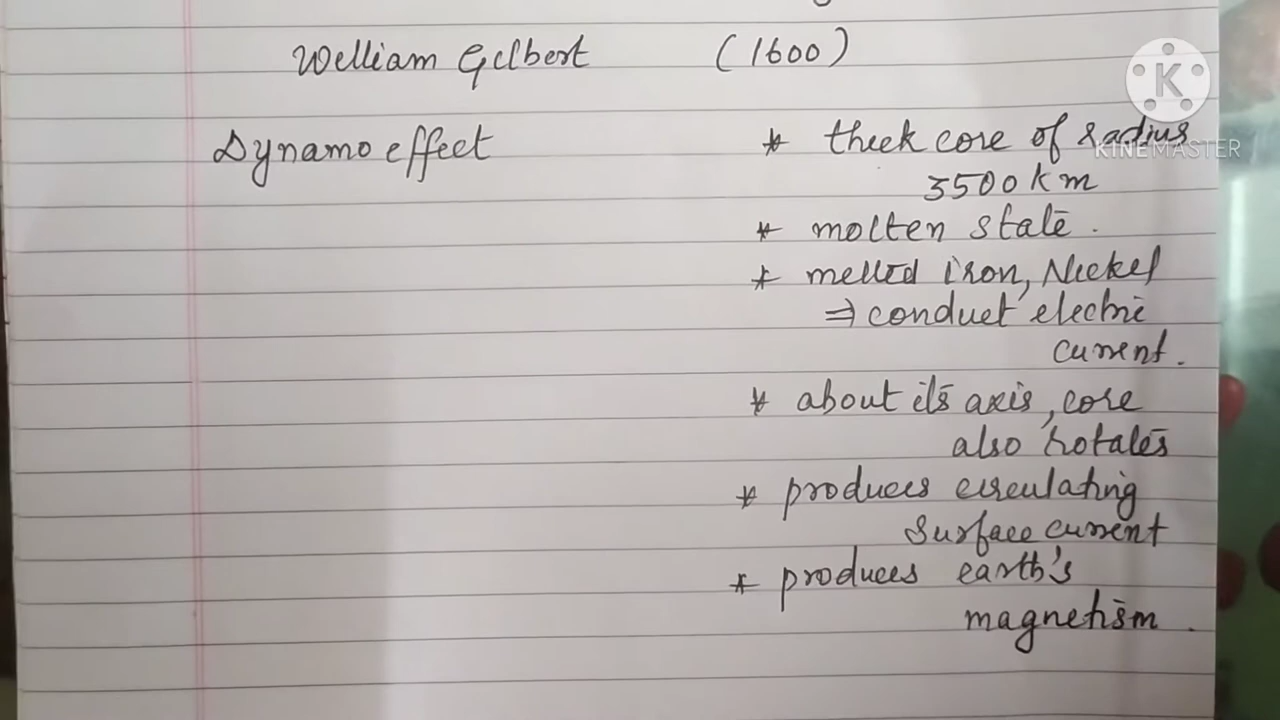 William Gilbert (1600)
K
KINEMASTER
Dynamo effect * thick core of radius
3500 km
* molten state .
* melted iron, Nickel
⇒ conduct electric
current .
* about its axis, core
also rotates
* produces circulating
surface current
* produces earth's
magnetism .